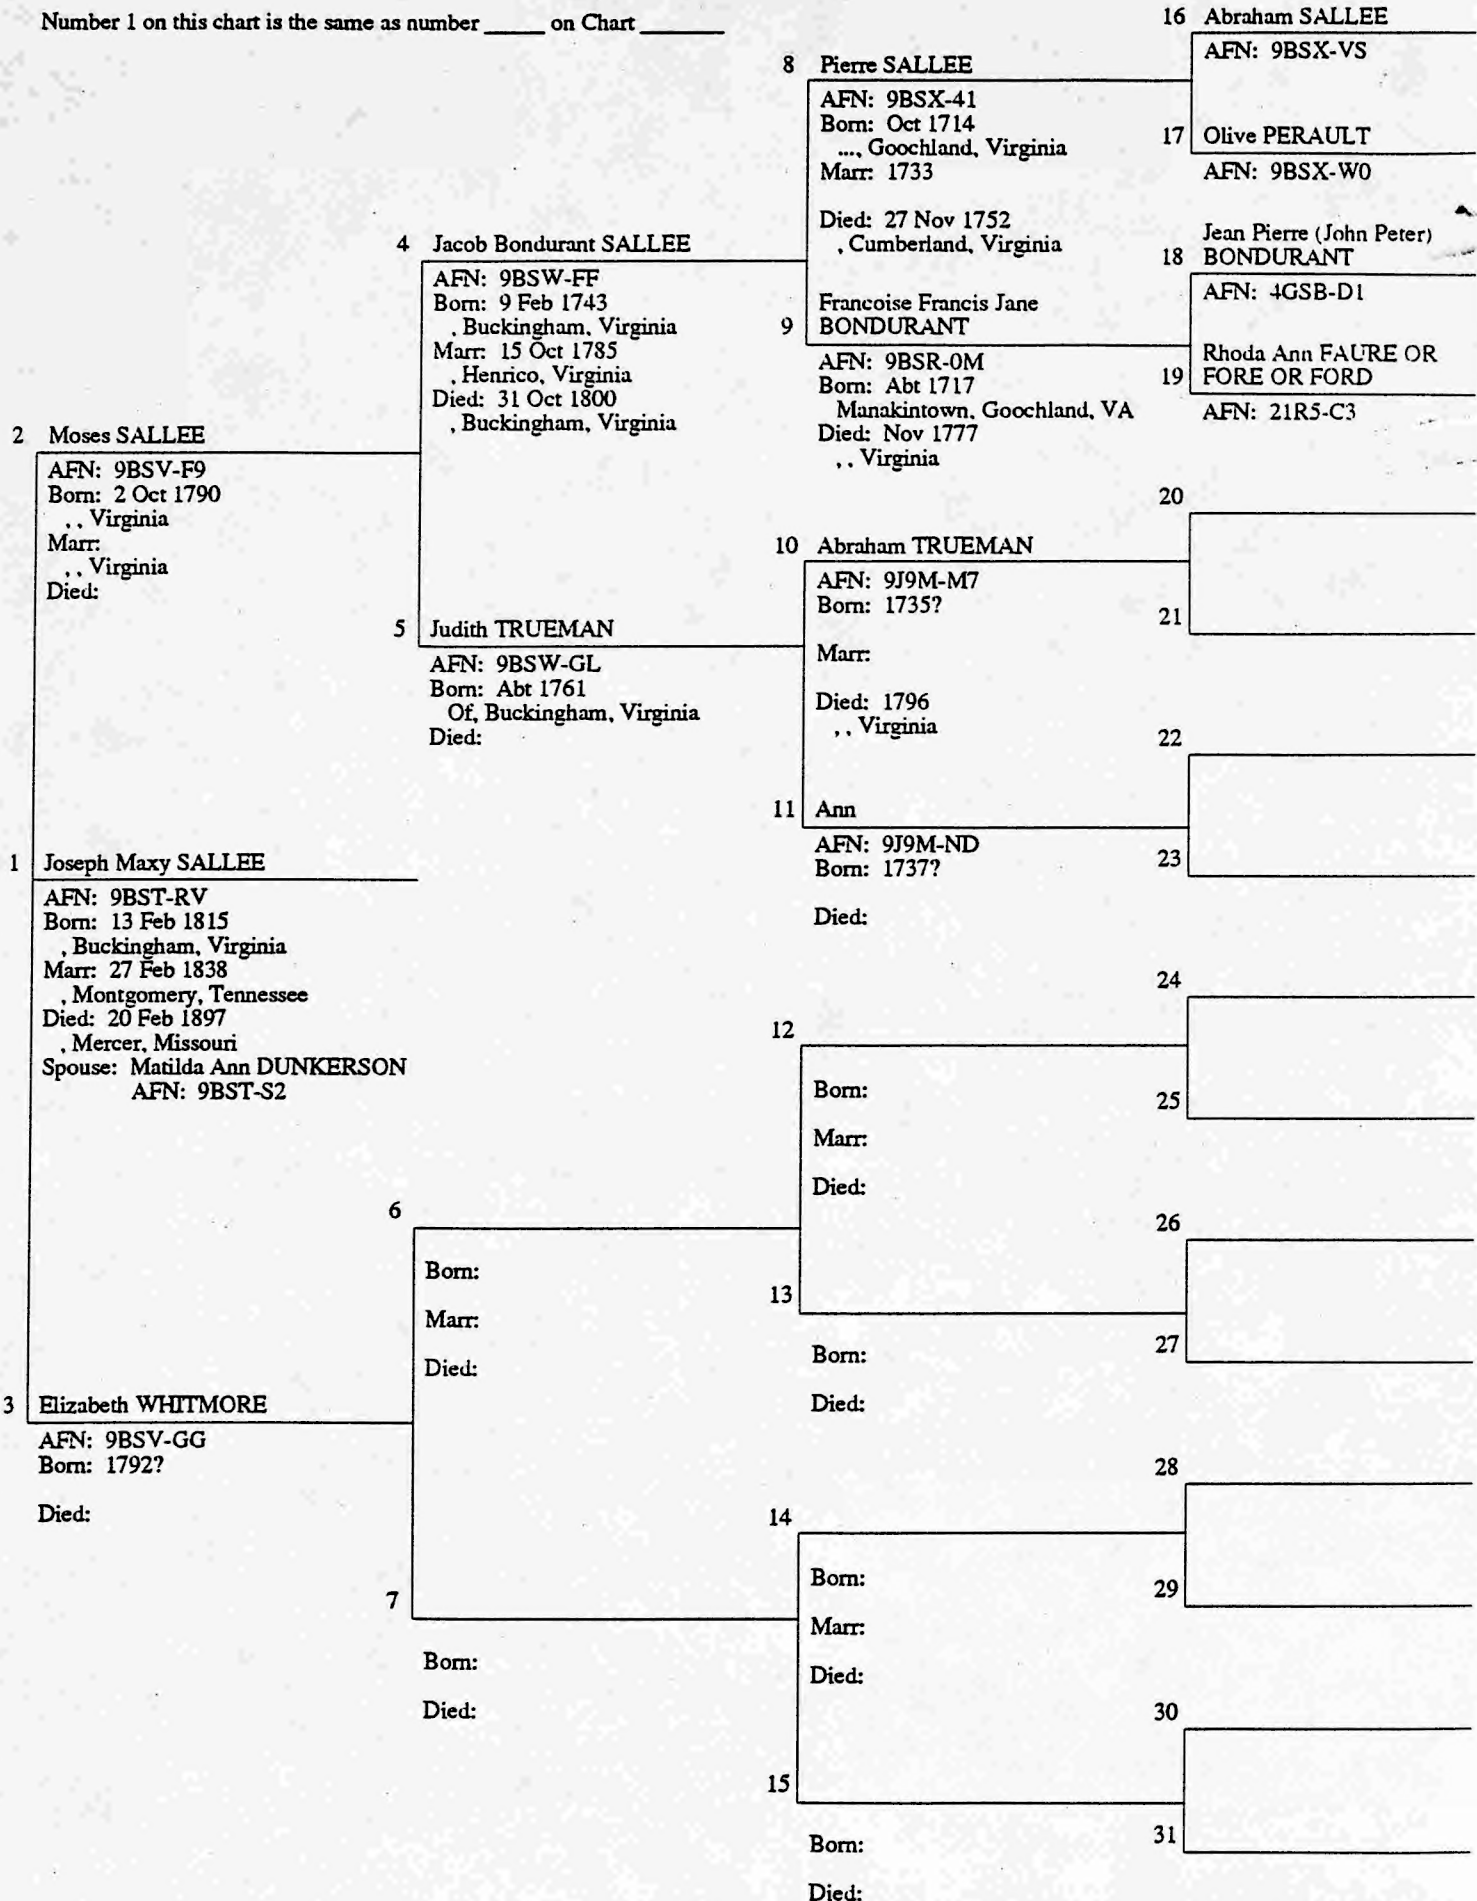 Number 1 on this chart is the same as number _____ on Chart _______
16 Abraham SALLEE
AFN: 9BSX-VS
8 Pierre SALLEE
AFN: 9BSX-41
Born: Oct 1714
..., Goochland, Virginia
Marr: 1733
Died: 27 Nov 1752
, Cumberland, Virginia
17 Olive PERAULT
AFN: 9BSX-W0
4 Jacob Bondurant SALLEE
AFN: 9BSW-FF
Born: 9 Feb 1743
, Buckingham, Virginia
Marr: 15 Oct 1785
, Henrico, Virginia
Died: 31 Oct 1800
, Buckingham, Virginia
Jean Pierre (John Peter)
18 BONDURANT
AFN: 4GSB-D1
Francoise Francis Jane
9 BONDURANT
AFN: 9BSR-0M
Born: Abt 1717
Manakintown, Goochland, VA
Died: Nov 1777
, , Virginia
Rhoda Ann FAURE OR
19 FORE OR FORD
AFN: 21R5-C3
2 Moses SALLEE
AFN: 9BSV-F9
Born: 2 Oct 1790
, , Virginia
Marr:
, , Virginia
Died:
20
10 Abraham TRUEMAN
AFN: 9J9M-M7
Born: 1735?
Marr:
Died: 1796
, , Virginia
21
5 Judith TRUEMAN
AFN: 9BSW-GL
Born: Abt 1761
Of, Buckingham, Virginia
Died:
22
11 Ann
AFN: 9J9M-ND
Born: 1737?
Died:
23
1 Joseph Maxy SALLEE
AFN: 9BST-RV
Born: 13 Feb 1815
, Buckingham, Virginia
Marr: 27 Feb 1838
, Montgomery, Tennessee
Died: 20 Feb 1897
, Mercer, Missouri
Spouse: Matilda Ann DUNKERSON
AFN: 9BST-S2
24
12
Born:
Marr:
Died:
25
6
Born:
Marr:
Died:
26
13
Born:
Died:
27
3 Elizabeth WHITMORE
AFN: 9BSV-GG
Born: 1792?
Died:
28
14
Born:
Marr:
Died:
29
7
Born:
Died:
30
15
Born:
Died:
31